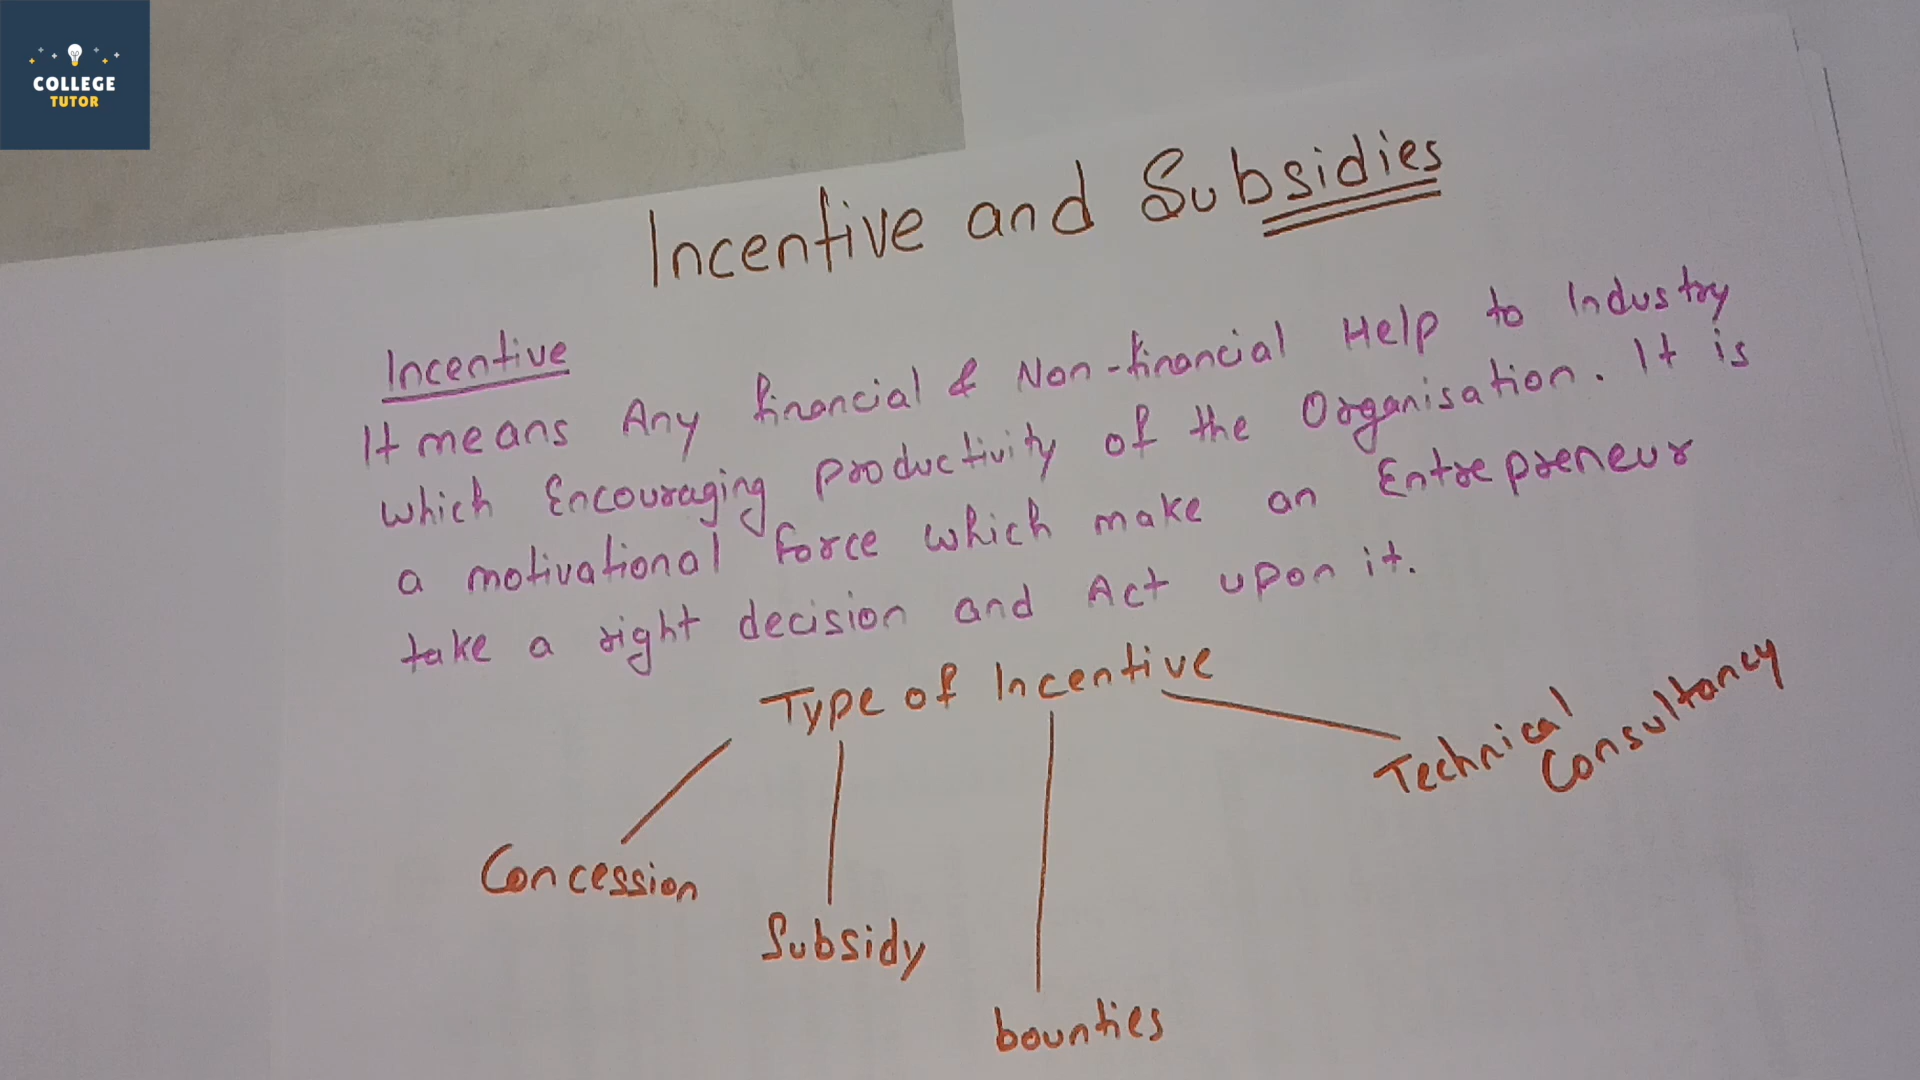 COLLEGE
TUTOR
Incentive and Subsidies
Incentive
It means Any financial & Non-financial Help to Industry
which Encouraging productivity of the Organisation. It is
a motivational force which make an Entrepreneur
take a right decision and Act upon it.
Type of Incentive
Technical
Consultancy
Concession
Subsidy
bounties